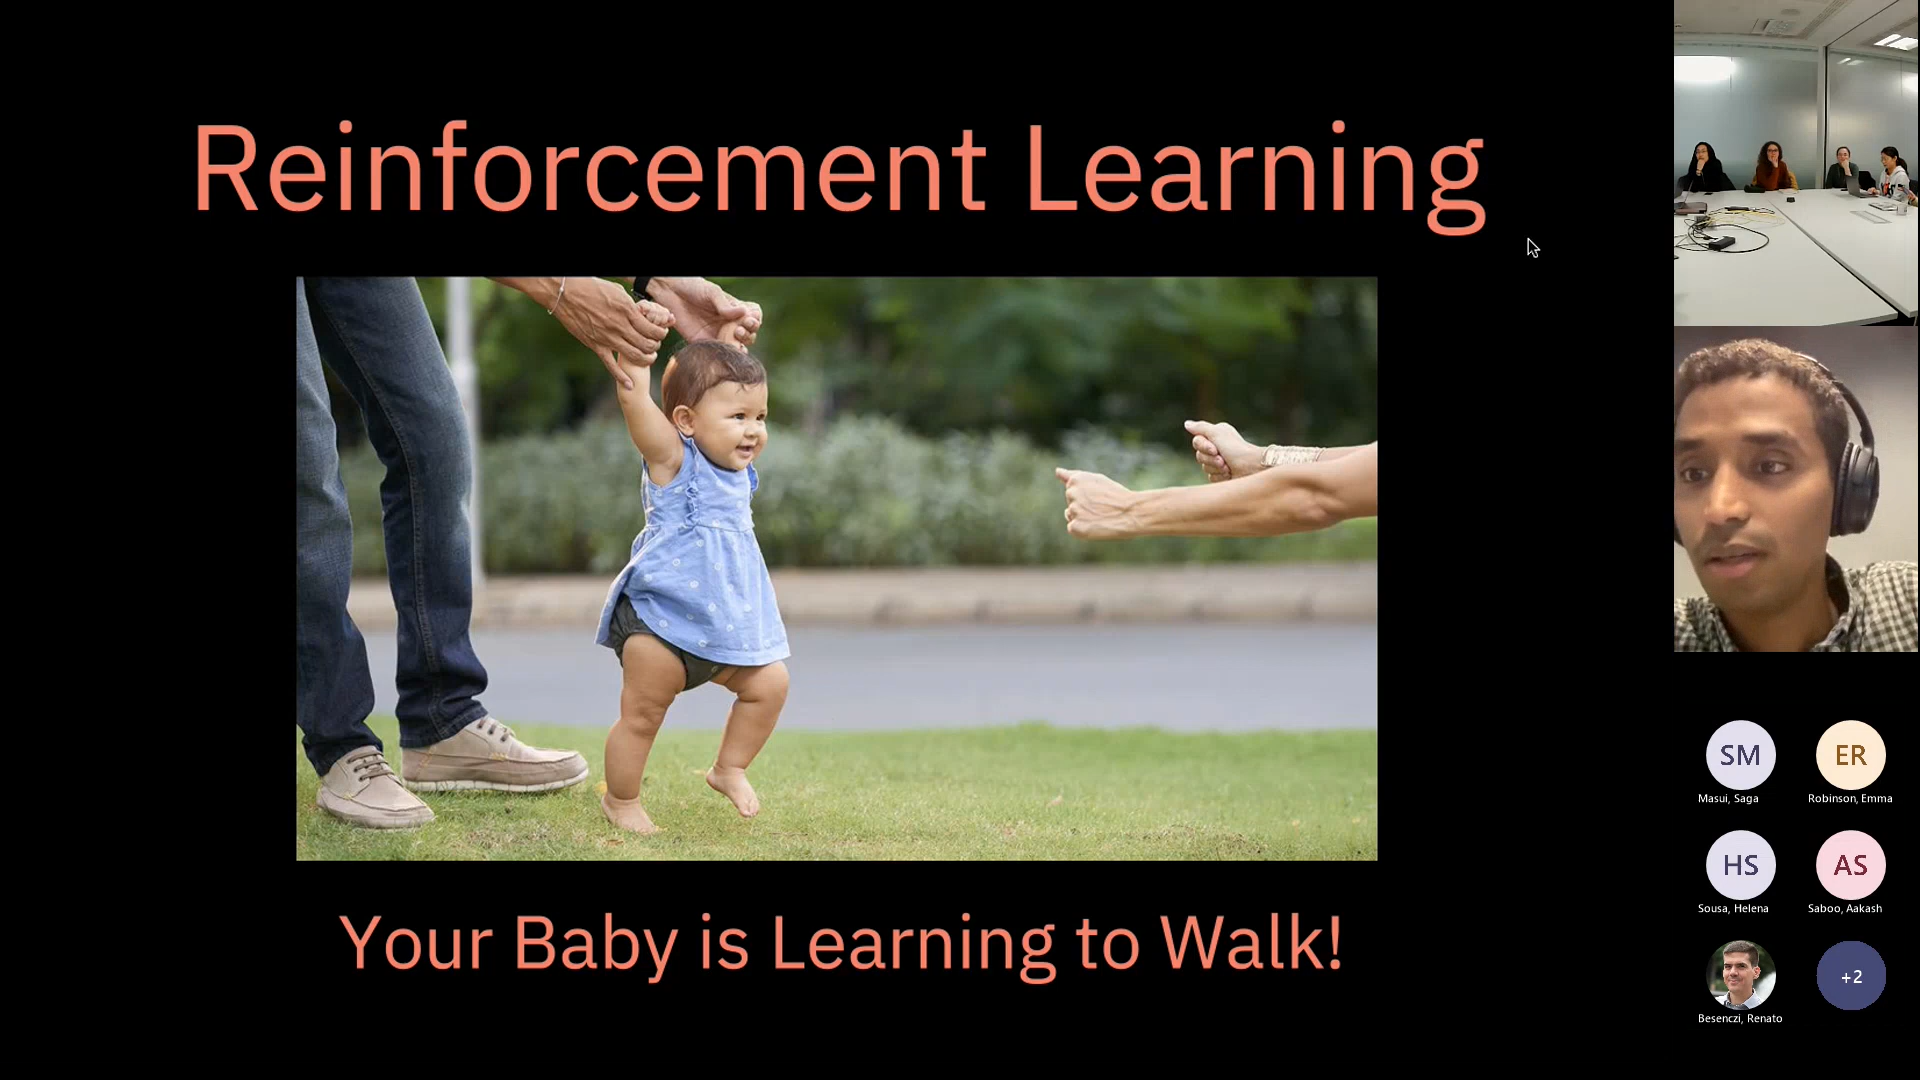 Reinforcement Learning
Your Baby is Learning to Walk!
SM
Masui, Saga
ER
Robinson, Emma
HS
Sousa, Helena
AS
Saboo, Aakash
Besenczi, Renato
+2